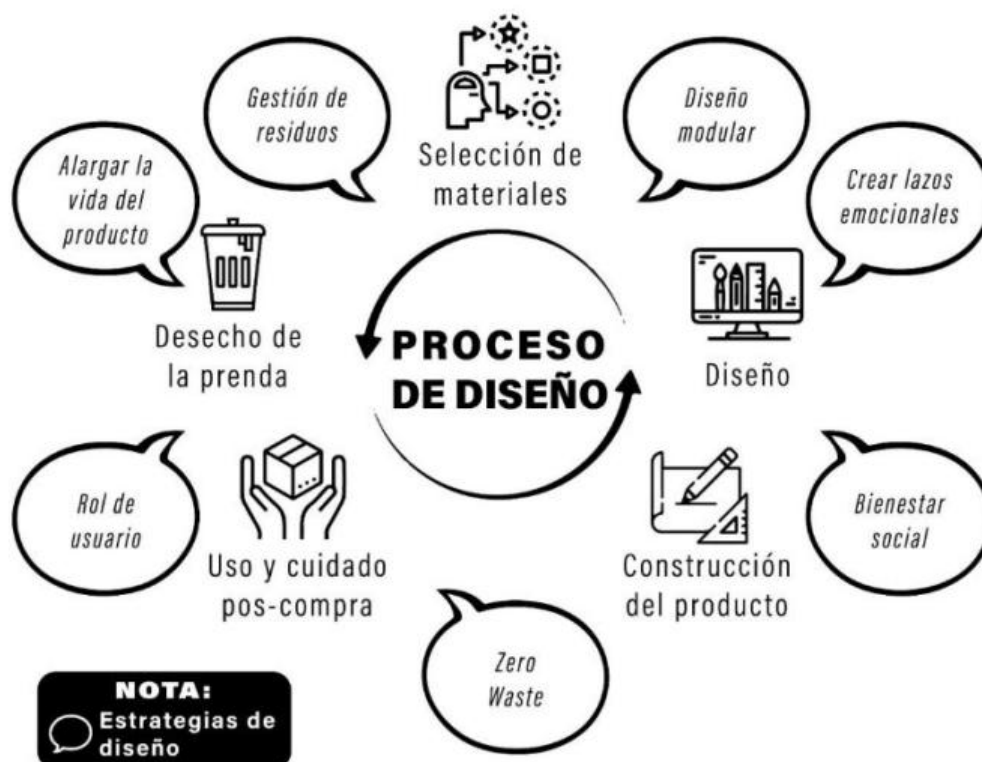 Gestión de
residuos
Selección de
materiales
Diseño
modular
Alargar la
vida del
producto
Crear lazos
emocionales
Desecho de
la prenda
PROCESO
DE DISEÑO
Diseño
Rol de
usuario
Uso y cuidado
pos-compra
Construcción
del producto
Bienestar
social
Zero
Waste
NOTA:
Estrategias de
diseño